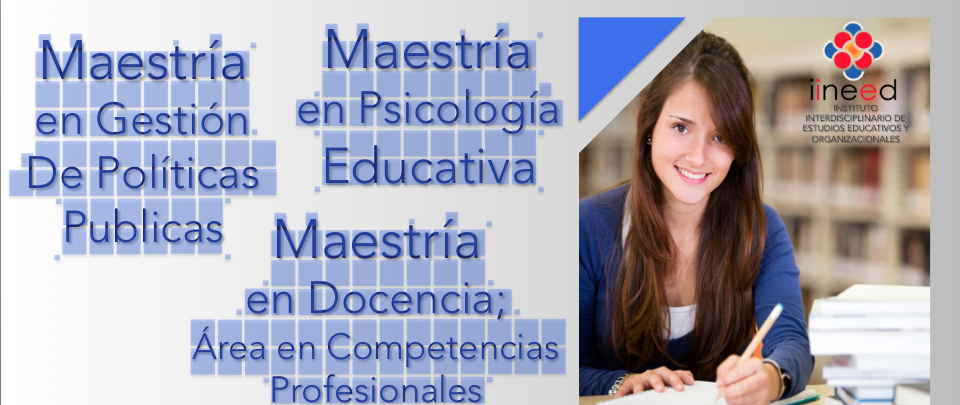 Maestría
en Gestión
De Políticas
Publicas
Maestría
en Psicología
Educativa
Maestría
en Docencia;
Área en Competencias
Profesionales
iineed
INSTITUTO
INTERDISCIPLINARIO DE
ESTUDIOS EDUCATIVOS Y
ORGANIZACIONALES